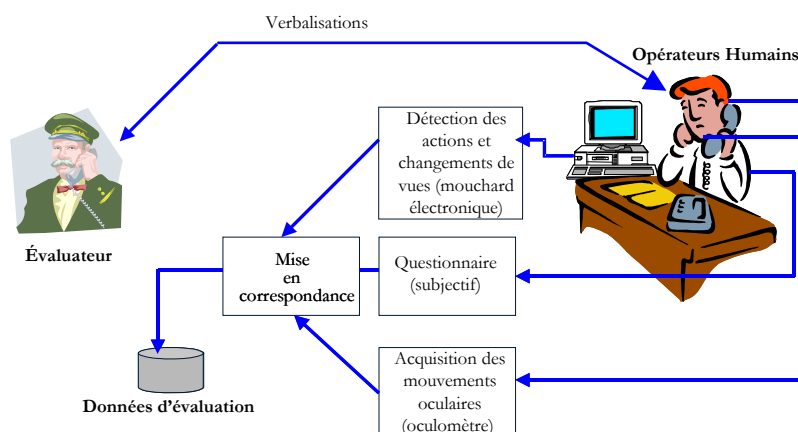 Verbalisations
Opérateurs Humains
Détection des
actions et
changements de
vues (mouchard
électronique)
Évaluateur
Mise
en
correspondance
Questionnaire
(subjectif)
Acquisition des
mouvements
oculaires
(oculomètre)
Données d'évaluation